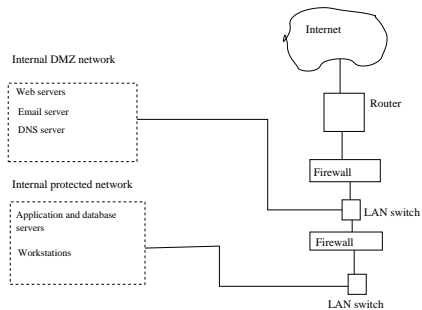 Internet
Internal DMZ network
Web servers
Email server
DNS server
Router
Firewall
Internal protected network
Application and database
servers
Workstations
LAN switch
Firewall
LAN switch